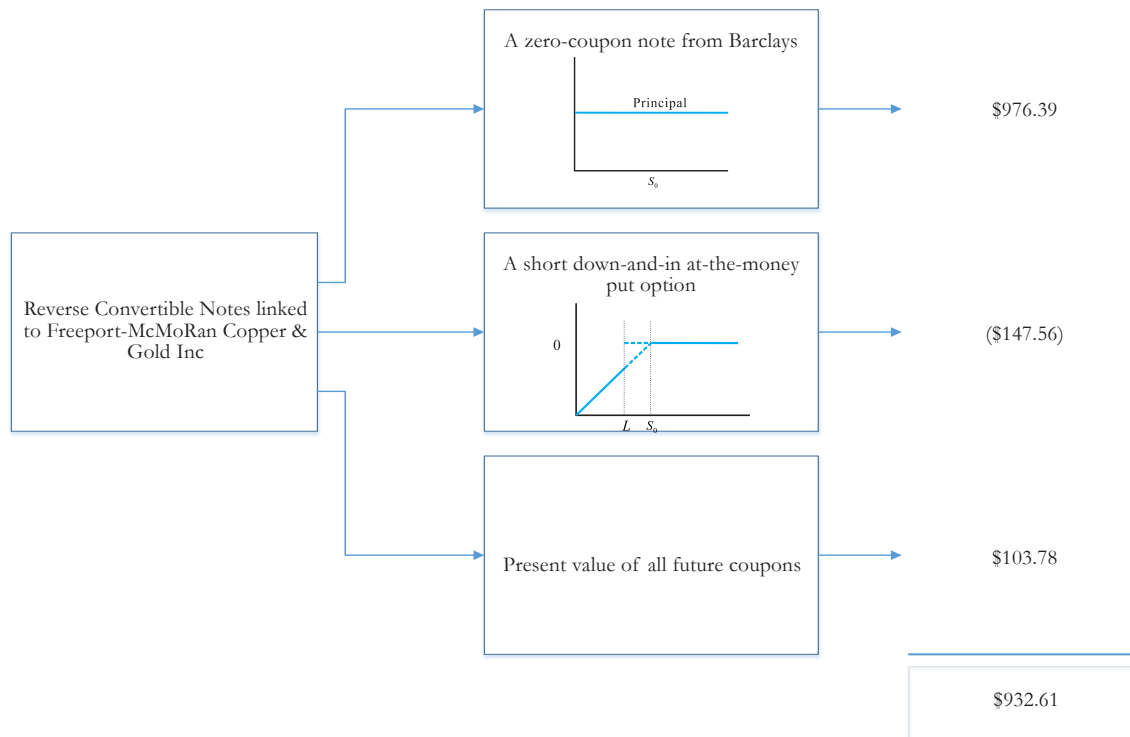 A zero-coupon note from Barclays
Principal
S₀
$976.39
Reverse Convertible Notes linked
to Freeport-McMoRan Copper &
Gold Inc
A short down-and-in at-the-money
put option
0
L S₀
($147.56)
Present value of all future coupons
$103.78
$932.61